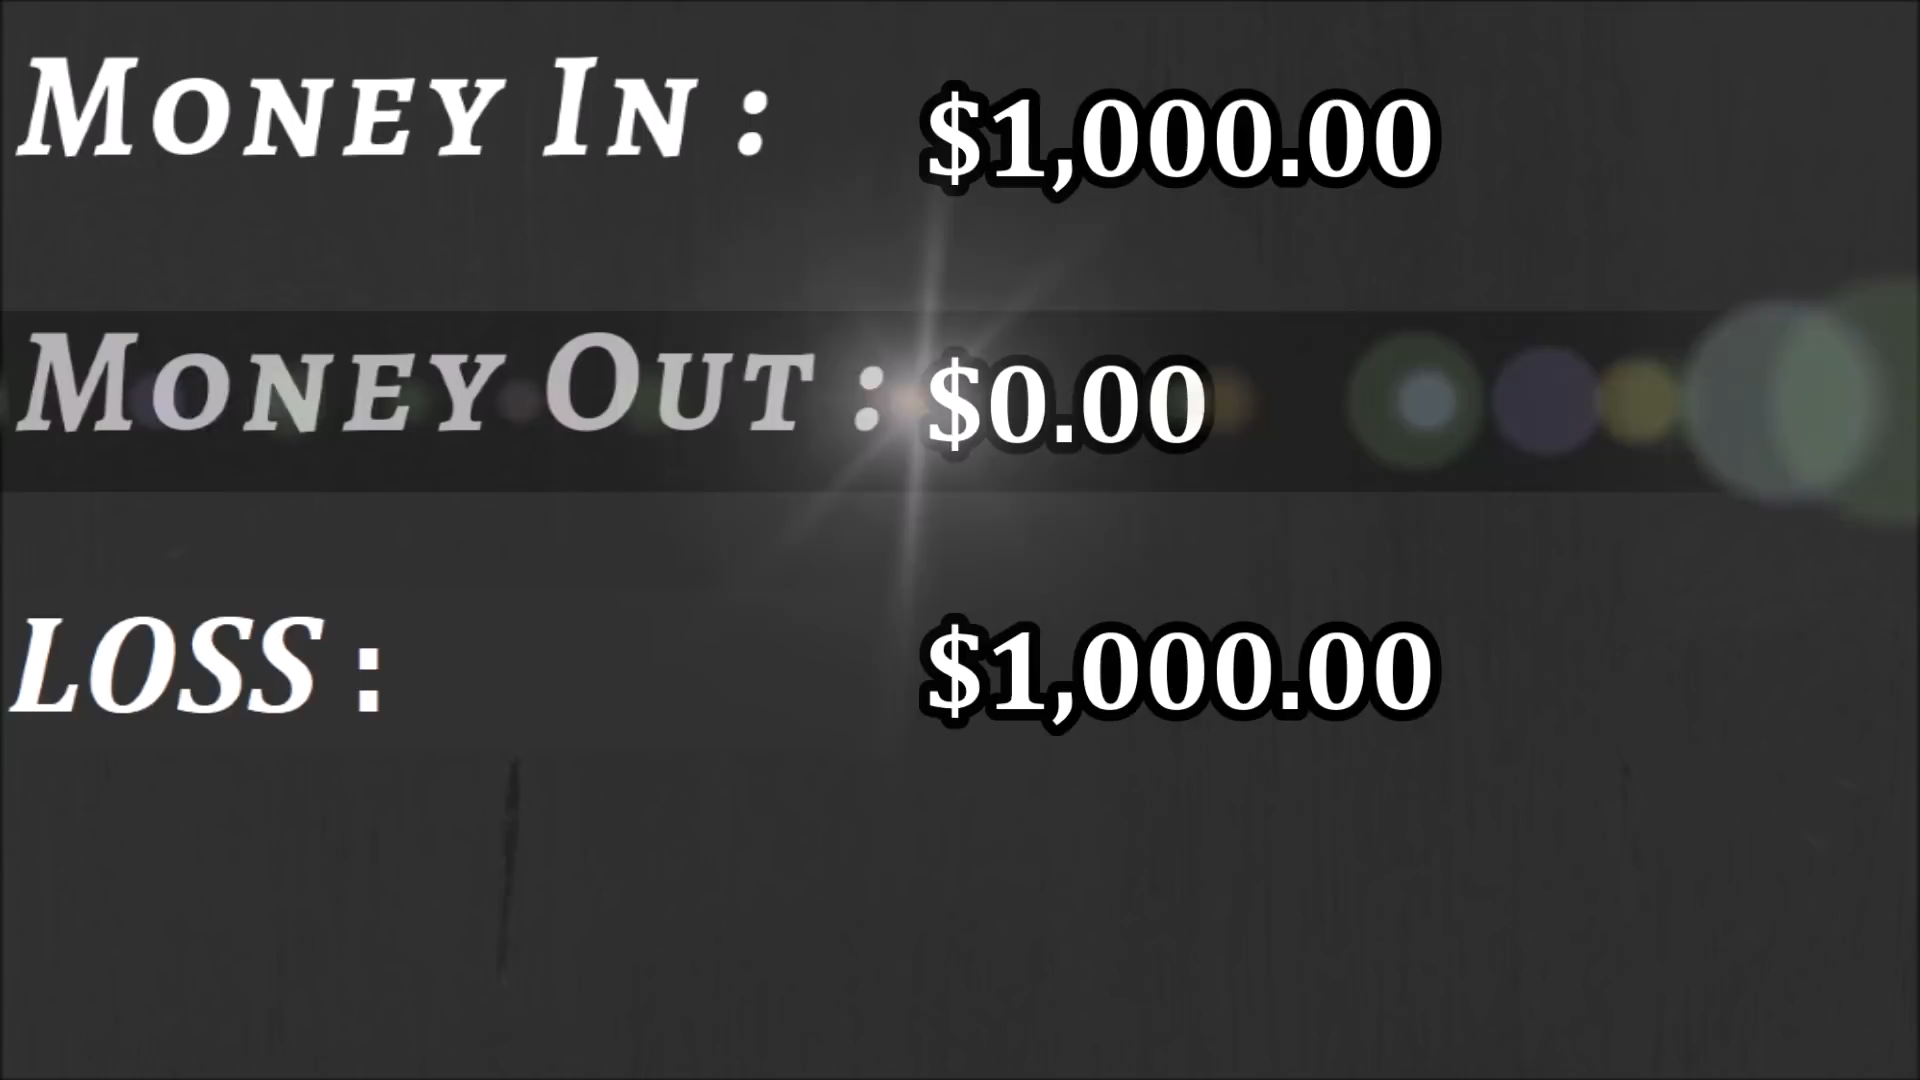 Money In : $1,000.00
Money Out : $0.00
LOSS : $1,000.00